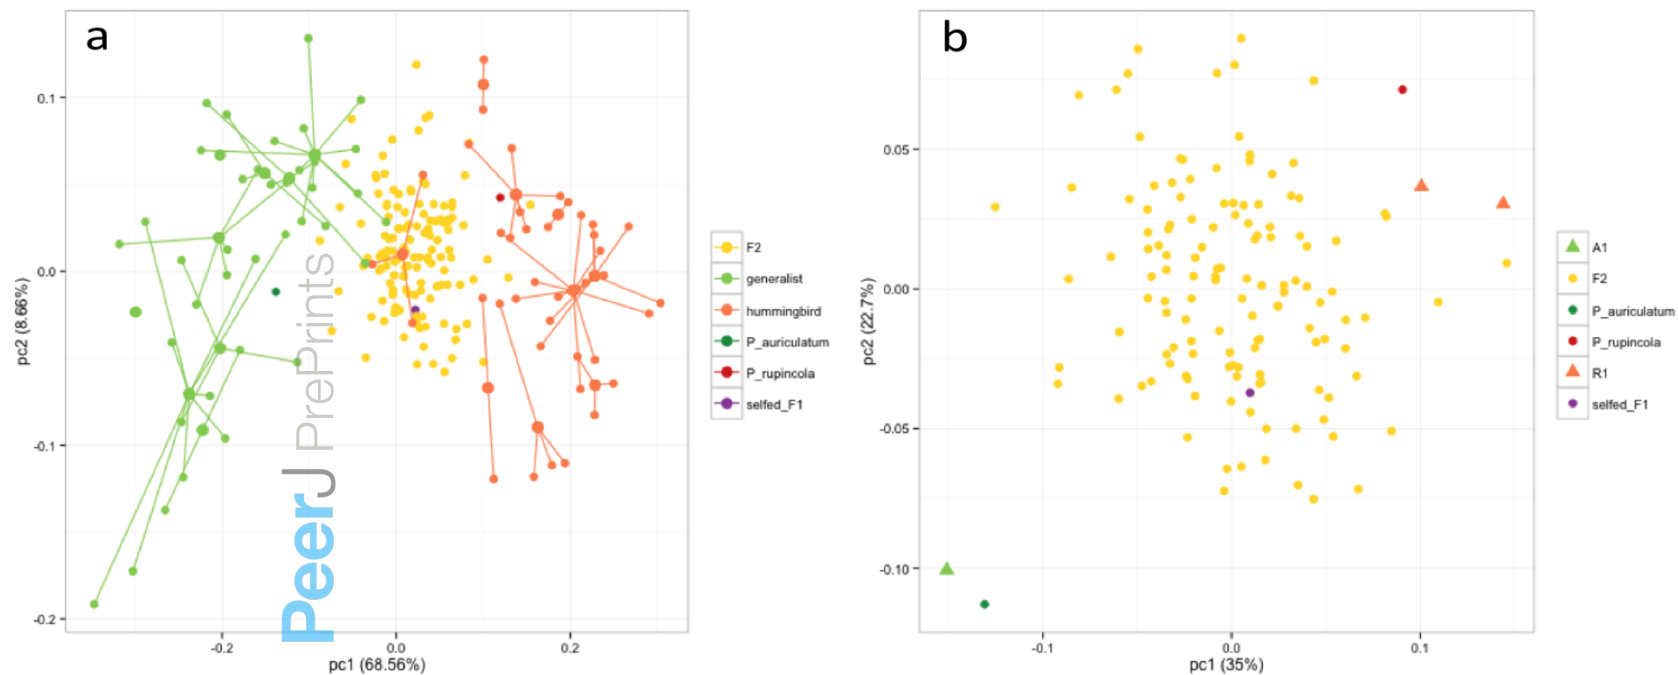 a
0.1
0.0
-0.1
-0.2
pc2 (8.66%)
-0.2
0.0
0.2
pc1 (68.56%)
F2
generalist
hummingbird
P_auriculatum
P_rupincola
selfed_F1
PeerJ PrePrints
b
0.05
0.00
-0.05
-0.10
pc2 (22.7%)
-0.1
0.0
0.1
pc1 (35%)
A1
F2
P_auriculatum
P_rupincola
R1
selfed_F1